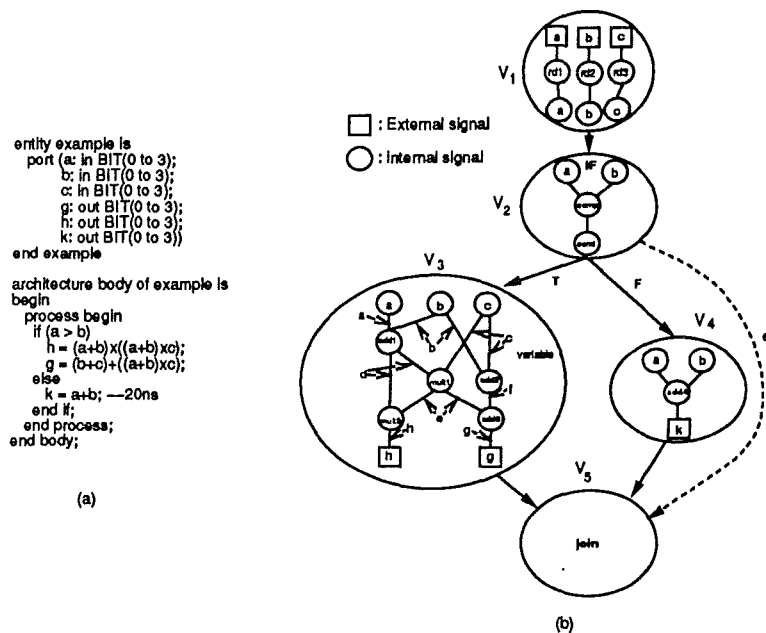 entity example is
port (a: in BIT(0 to 3);
b: in BIT(0 to 3);
c: in BIT(0 to 3);
g: out BIT(0 to 3);
h: out BIT(0 to 3);
k: out BIT(0 to 3))
end example
architecture body of example is
begin
process begin
if (a > b)
h = (a+b)x((a+b)xc);
g = (b+c)+((a+b)xc);
else
k = a+b; —20ns
end if;
end process;
end body;
(a)
: External signal
: Internal signal
V1
a b c
rd1 rd2 rd3
a b c
V2
IF
a b
comp
cond
T F
V3
a b c
a
add1
b
c
variable
d
mult1
add2
f
mult2
e
add3
h
g
h g
V4
a b
add4
k
e
V5
join
(b)